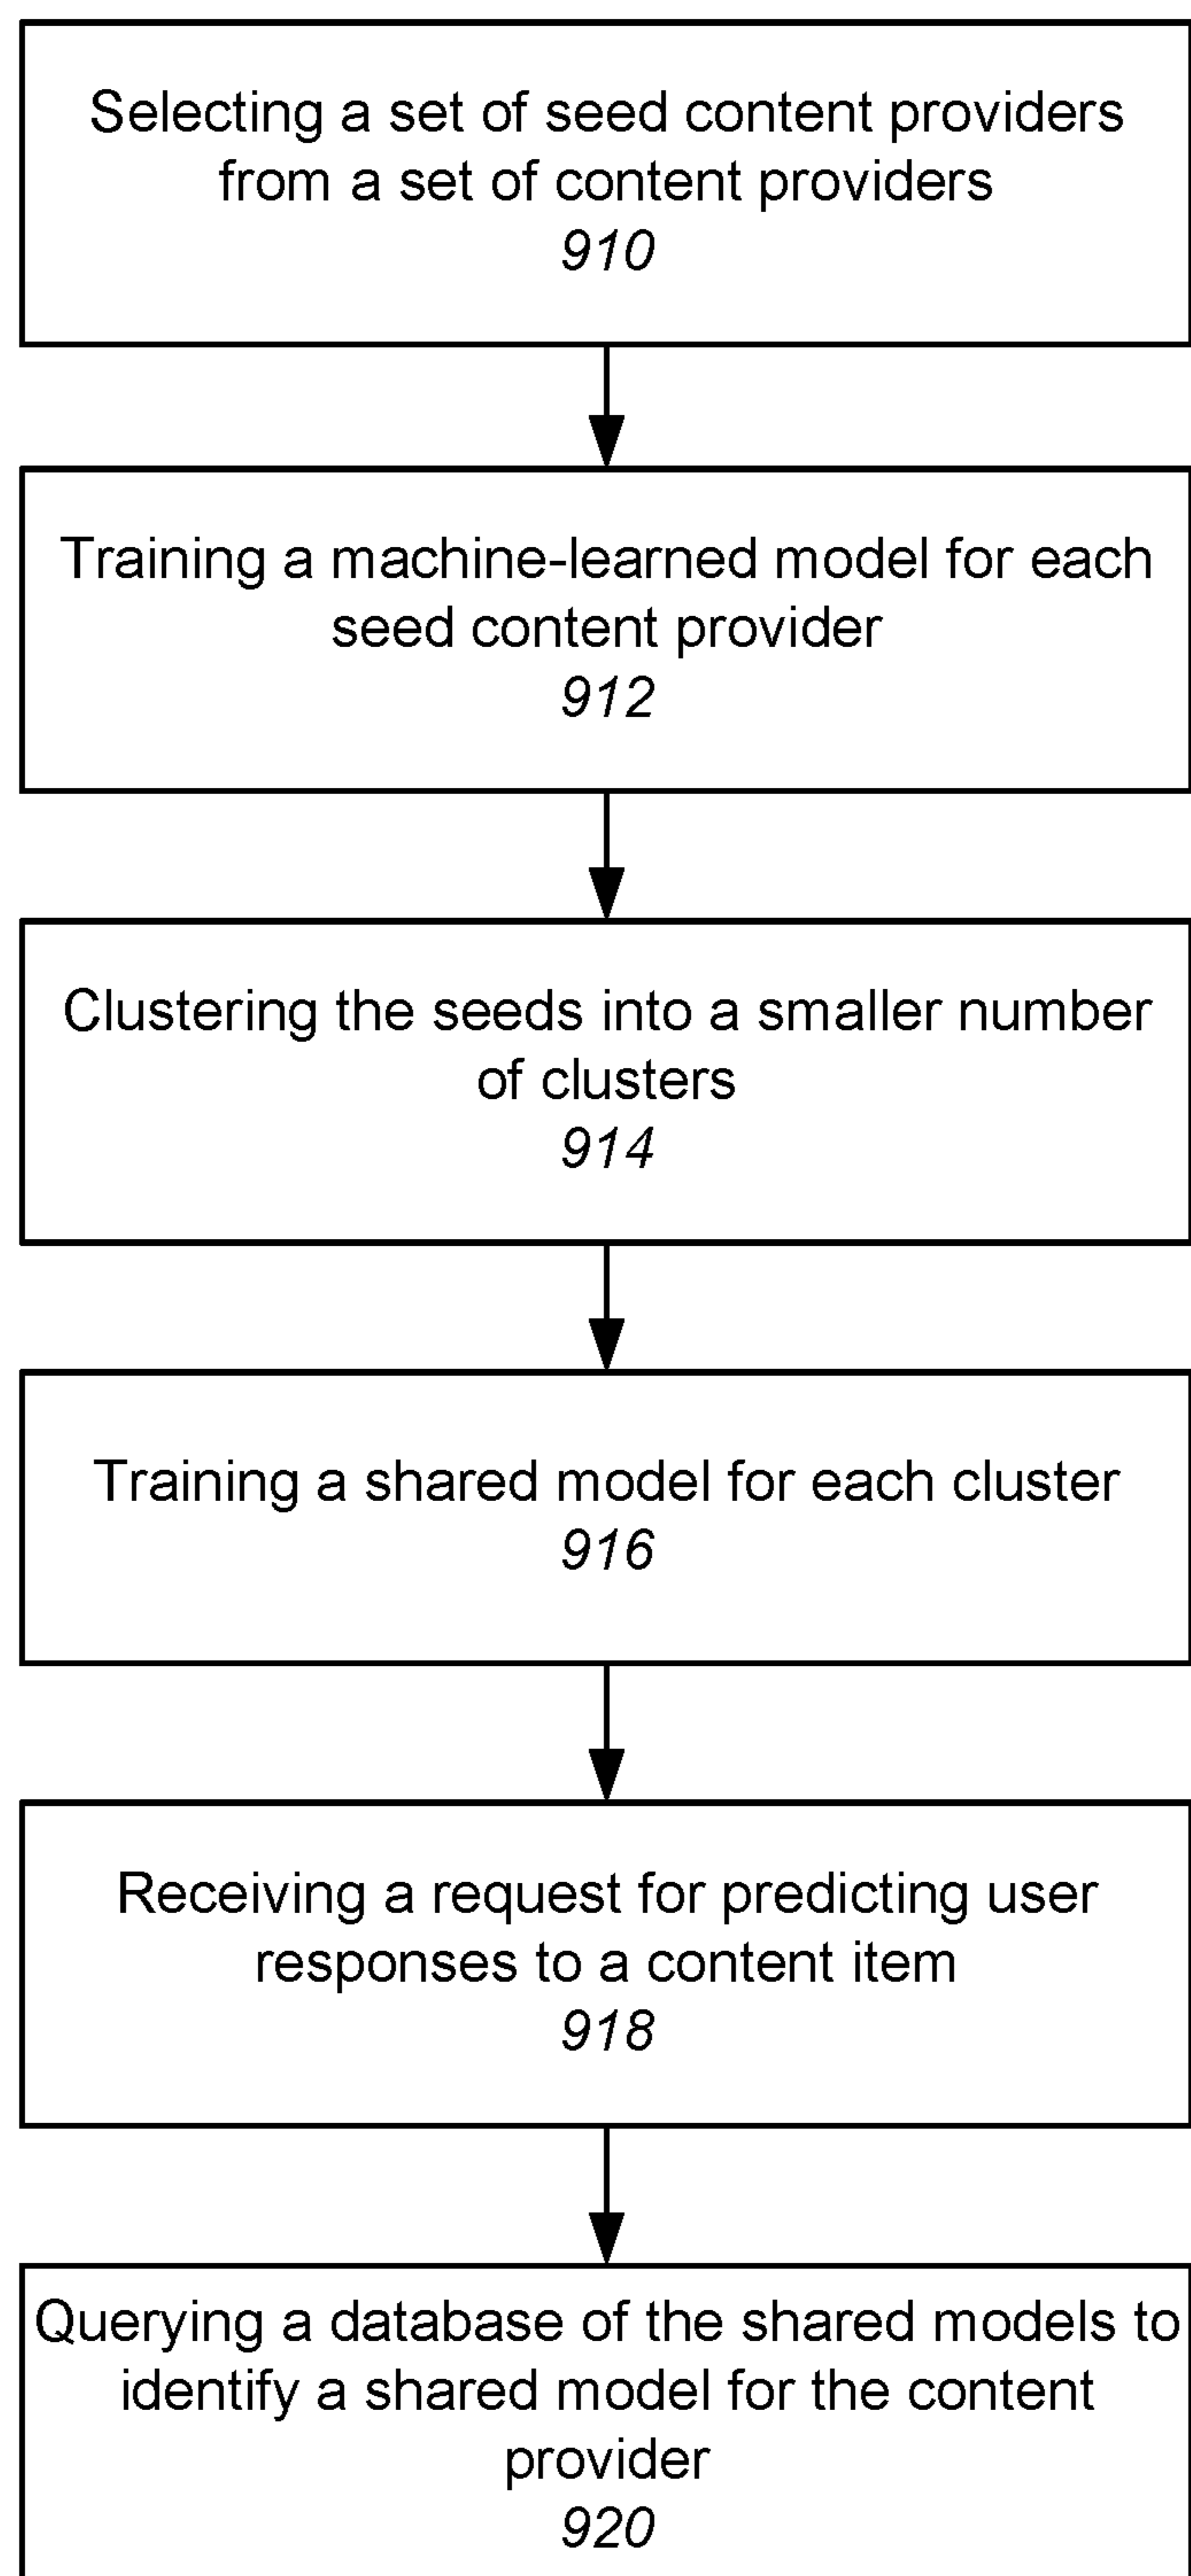 Selecting a set of seed content providers
from a set of content providers
910
Training a machine-learned model for each
seed content provider
912
Clustering the seeds into a smaller number
of clusters
914
Training a shared model for each cluster
916
Receiving a request for predicting user
responses to a content item
918
Querying a database of the shared models to
identify a shared model for the content
provider
920